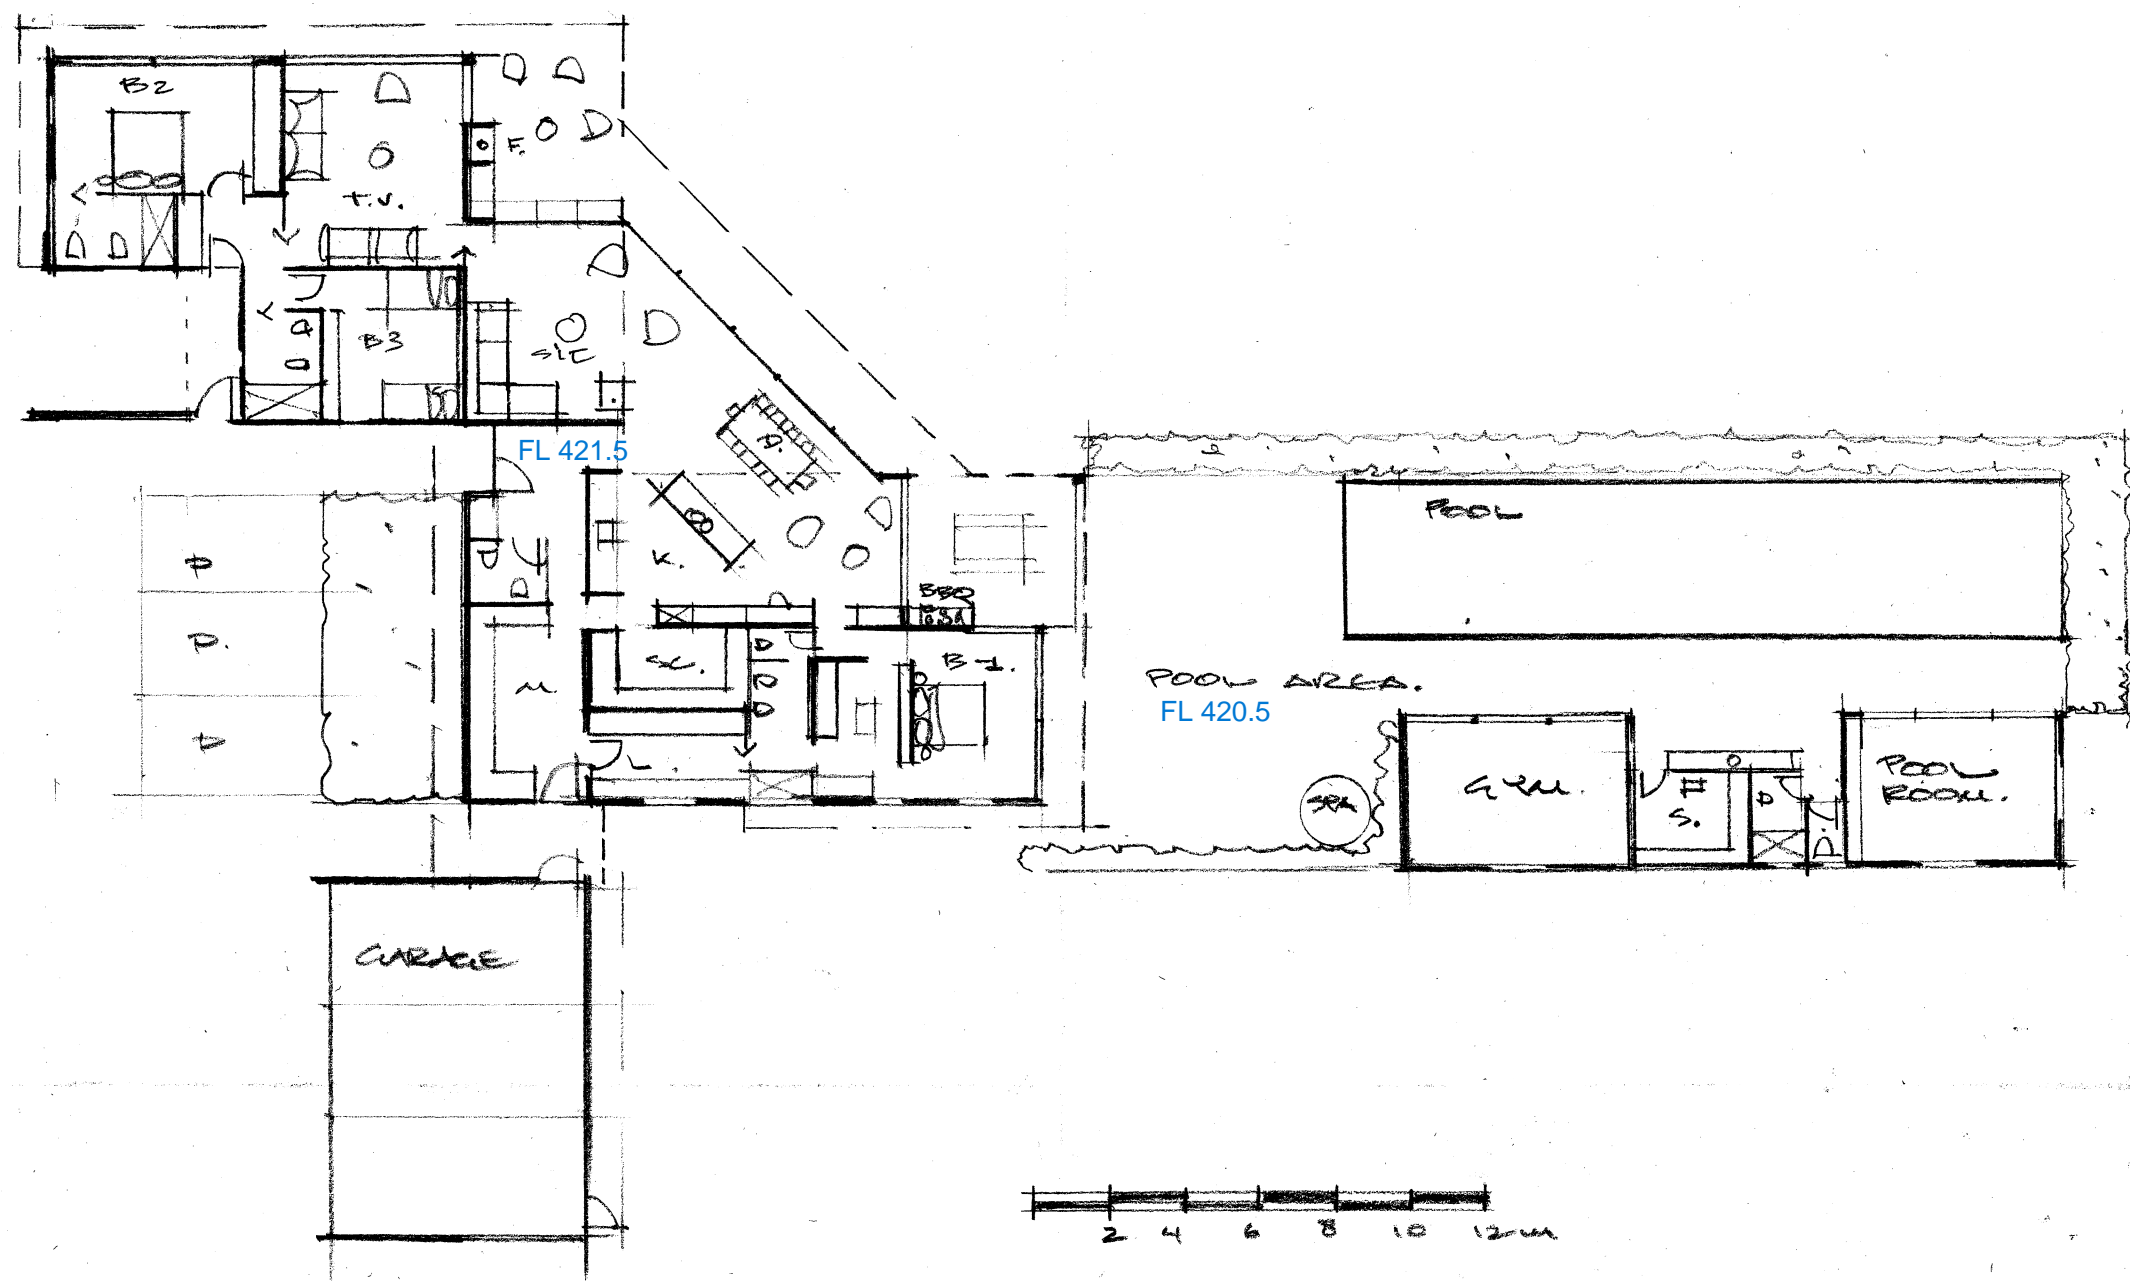 B2
F.
T.V.
B3
SIT
FL 421.5
D.
K.
BBQ
POOL
P
P.
P
M.
SC.
B1.
L.
POOL AREA.
FL 420.5
SPA
GYM.
S.
D.
POOL
ROOM.
GARAGE
2 4 6 8 10 12m